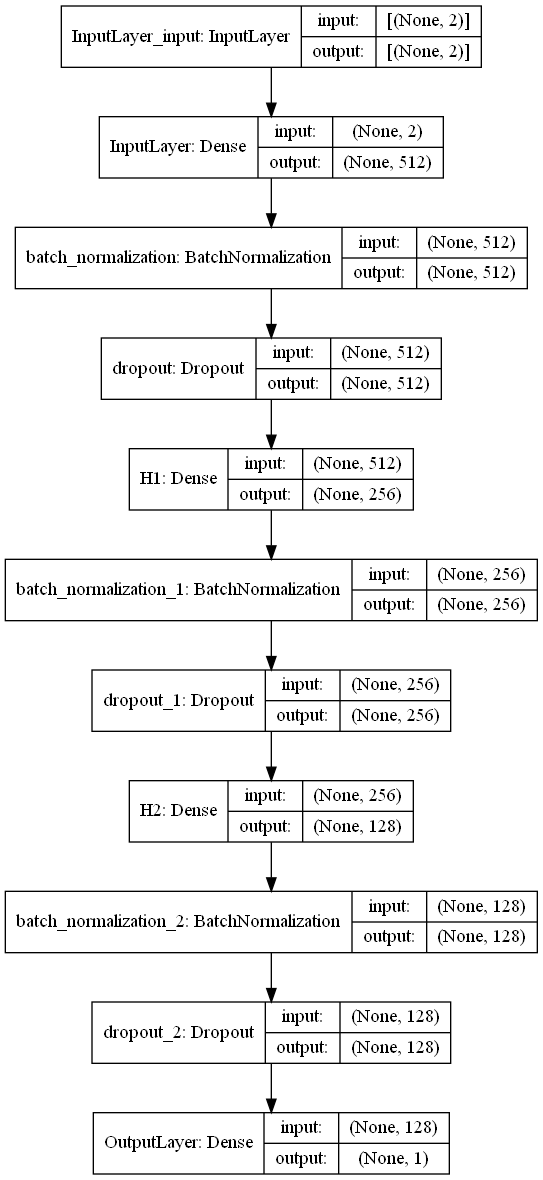 InputLayer_input: InputLayer
input:
[(None, 2)]
output:
[(None, 2)]
InputLayer: Dense
input:
(None, 2)
output:
(None, 512)
batch_normalization: BatchNormalization
input:
(None, 512)
output:
(None, 512)
dropout: Dropout
input:
(None, 512)
output:
(None, 512)
H1: Dense
input:
(None, 512)
output:
(None, 256)
batch_normalization_1: BatchNormalization
input:
(None, 256)
output:
(None, 256)
dropout_1: Dropout
input:
(None, 256)
output:
(None, 256)
H2: Dense
input:
(None, 256)
output:
(None, 128)
batch_normalization_2: BatchNormalization
input:
(None, 128)
output:
(None, 128)
dropout_2: Dropout
input:
(None, 128)
output:
(None, 128)
OutputLayer: Dense
input:
(None, 128)
output:
(None, 1)